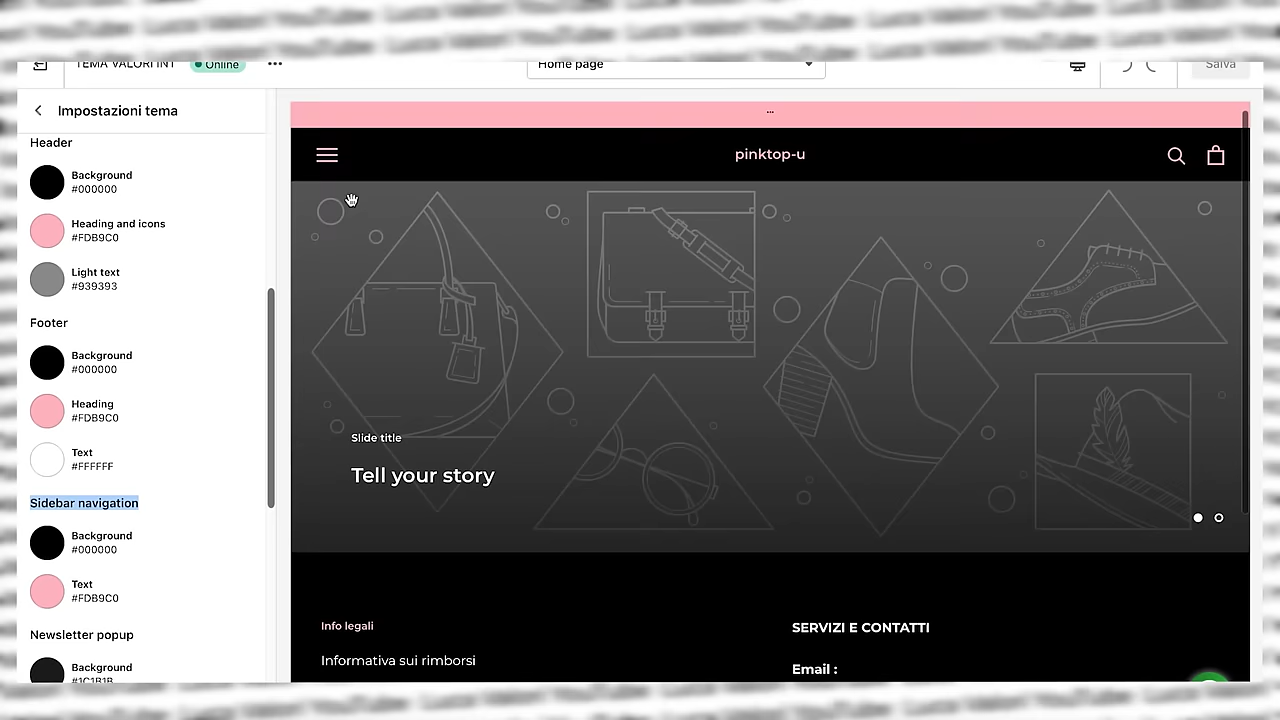 TEMA VALORI INT
Online
Home page
Salva
Impostazioni tema
Header
Background
#000000
Heading and icons
#FDB9C0
Light text
#939393
Footer
Background
#000000
Heading
#FDB9C0
Text
#FFFFFF
Sidebar navigation
Background
#000000
Text
#FDB9C0
Newsletter popup
Background
#1C1B1B
...
pinktop-u
Slide title
Tell your story
Info legali
Informativa sui rimborsi
SERVIZI E CONTATTI
Email :